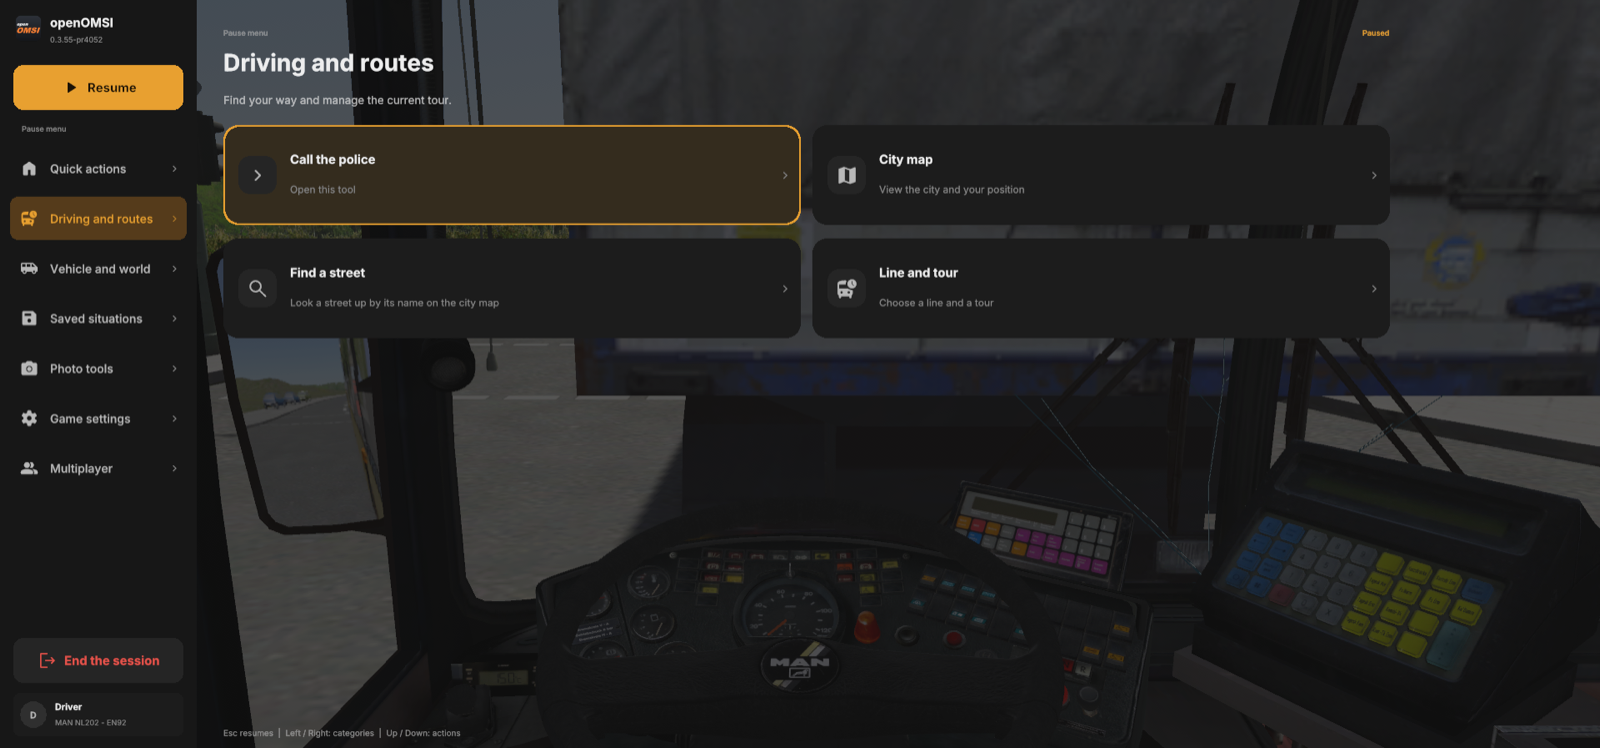 open
OMSI
openOMSI
0.3.55-pr4052
Resume
Pause menu
Quick actions
Driving and routes
Vehicle and world
Saved situations
Photo tools
Game settings
Multiplayer
End the session
D
Driver
MAN NL202 - EN92
Pause menu
Paused
Driving and routes
Find your way and manage the current tour.
Call the police
Open this tool
City map
View the city and your position
Find a street
Look a street up by its name on the city map
Line and tour
Choose a line and a tour
MAN
Esc resumes | Left / Right: categories | Up / Down: actions